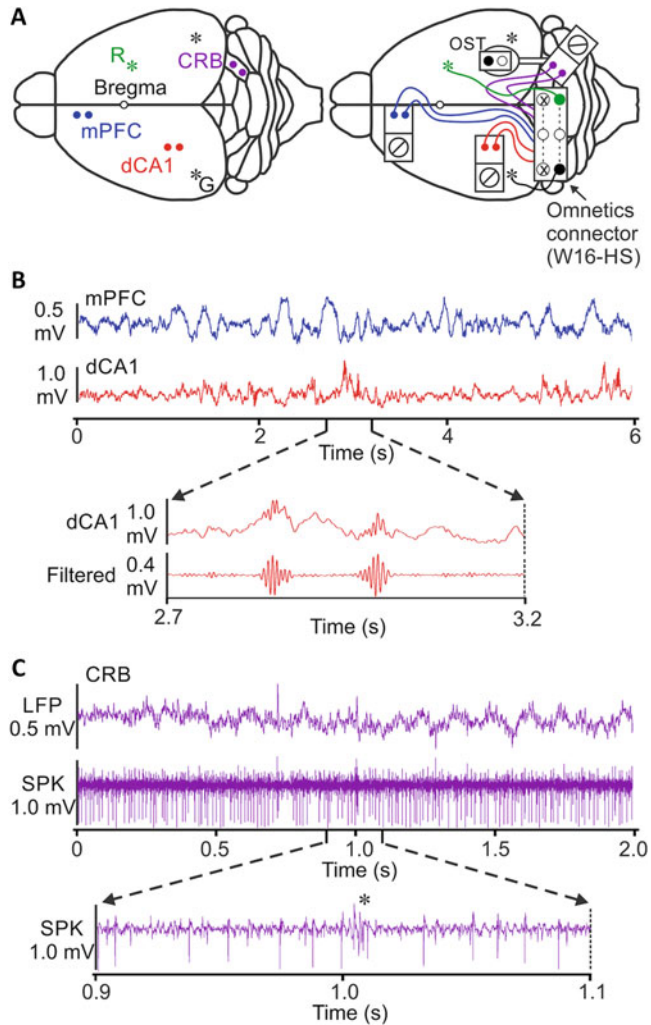 A
R
*
*
CRB
Bregma
mPFC
dCA1
*
G
OST
*
*
*
Omnetics
connector
(W16-HS)
B
mPFC
0.5
mV
dCA1
1.0
mV
0
2
4
6
Time (s)
dCA1
1.0
mV
Filtered
0.4
mV
2.7
3.2
Time (s)
C
CRB
LFP
0.5 mV
SPK
1.0 mV
0
0.5
1.0
1.5
2.0
Time (s)
*
SPK
1.0 mV
0.9
1.0
1.1
Time (s)